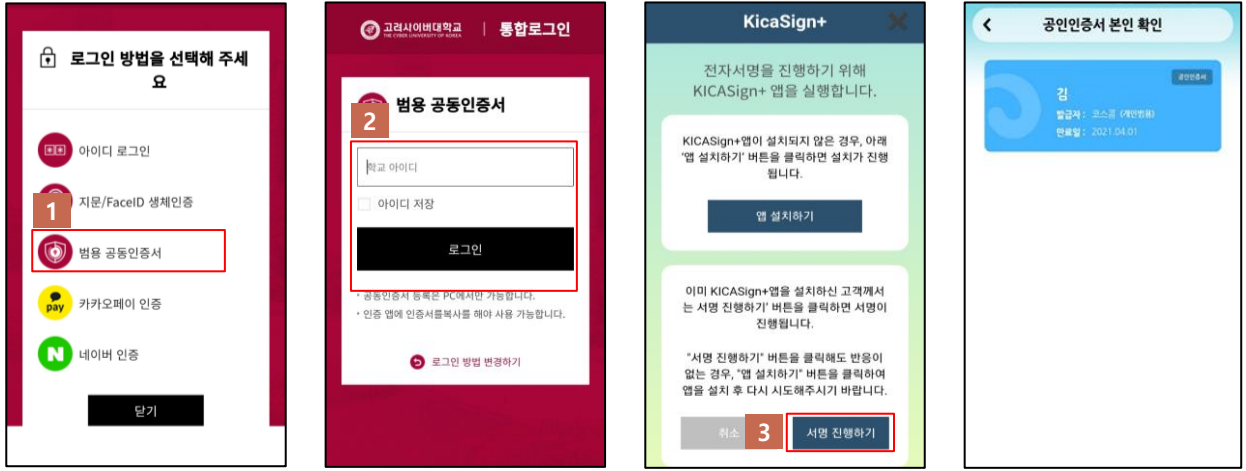 로그인 방법을 선택해 주세
요
아이디 로그인
지문/FaceID 생체인증
1
범용 공동인증서
pay
카카오페이 인증
N
네이버 인증
닫기
고려사이버대학교
THE CYBER UNIVERSITY OF KOREA
통합로그인
범용 공동인증서
2
학교 아이디
아이디 저장
로그인
• 공동인증서 등록은 PC에서만 가능합니다.
• 인증 앱에 인증서를복사를 해야 사용 가능합니다.
로그인 방법 변경하기
KicaSign+
전자서명을 진행하기 위해
KICASign+ 앱을 실행합니다.
KICASign+앱이 설치되지 않은 경우, 아래
'앱 설치하기' 버튼을 클릭하면 설치가 진행
됩니다.
앱 설치하기
이미 KICASign+앱을 설치하신 고객께서
는 서명 진행하기' 버튼을 클릭하면 서명이
진행됩니다.
"서명 진행하기" 버튼을 클릭해도 반응이
없는 경우, "앱 설치하기" 버튼을 클릭하여
앱을 설치 후 다시 시도해주시기 바랍니다.
취소
3
서명 진행하기
공인인증서 본인 확인
공인인증서
김
발급자 : 코스콤 (개인범용)
만료일 : 2021.04.01